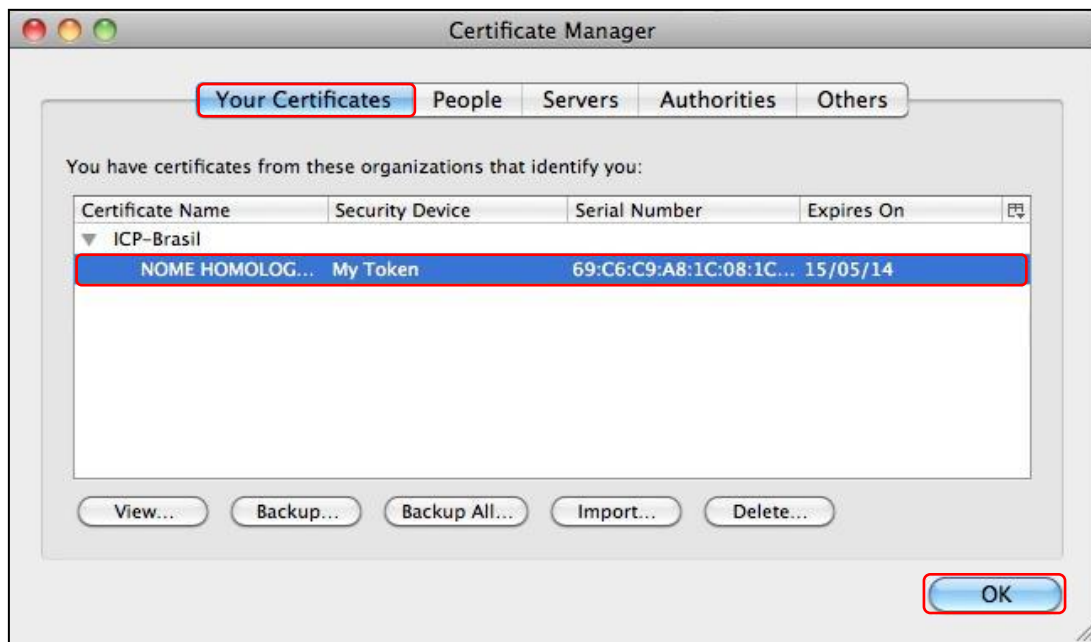 Certificate Manager
Your Certificates People Servers Authorities Others
You have certificates from these organizations that identify you:
Certificate Name Security Device Serial Number Expires On
ICP-Brasil
NOME HOMOLOG... My Token 69:C6:C9:A8:1C:08:1C... 15/05/14
View... Backup... Backup All... Import... Delete...
OK